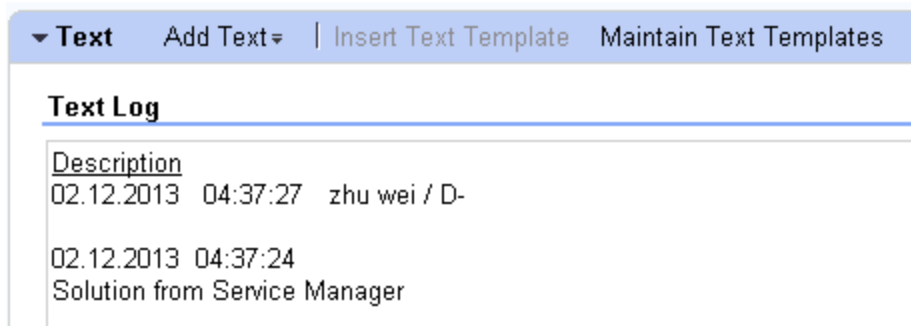 Text Add Text | Insert Text Template Maintain Text Templates
Text Log
Description
02.12.2013 04:37:27 zhu wei / D-
02.12.2013 04:37:24
Solution from Service Manager